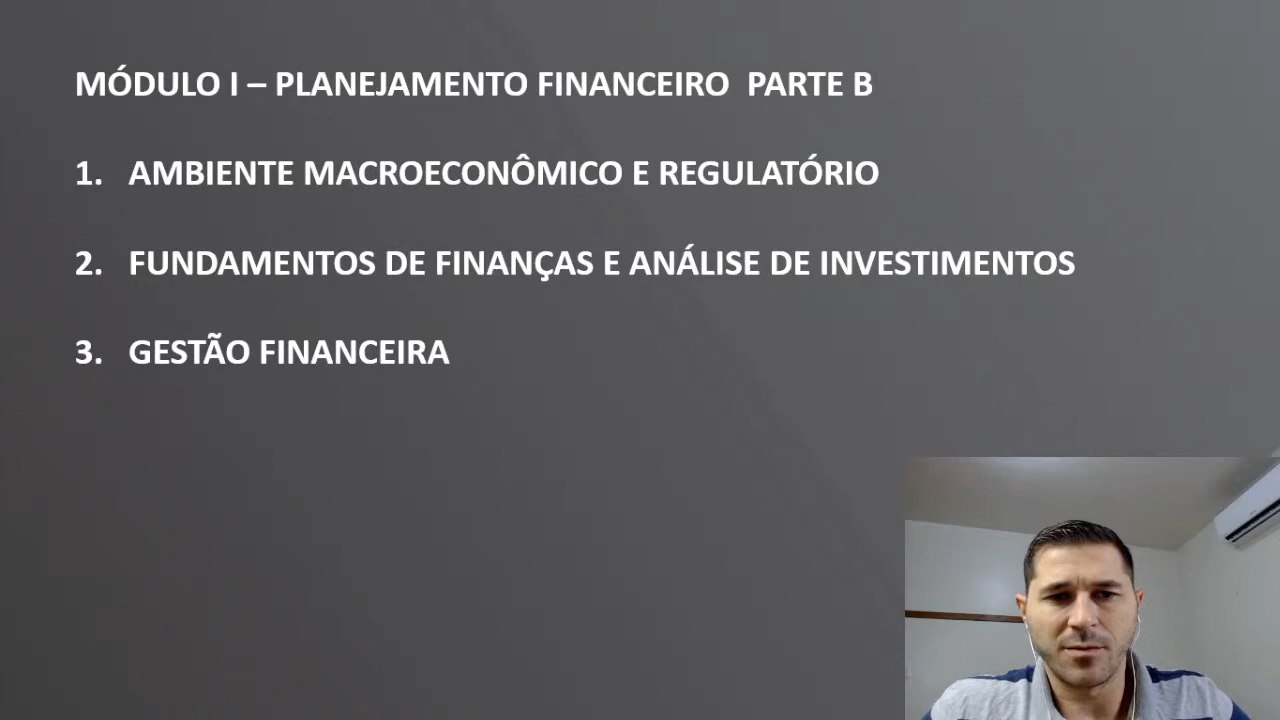 MÓDULO I – PLANEJAMENTO FINANCEIRO PARTE B
1. AMBIENTE MACROECONÔMICO E REGULATÓRIO
2. FUNDAMENTOS DE FINANÇAS E ANÁLISE DE INVESTIMENTOS
3. GESTÃO FINANCEIRA